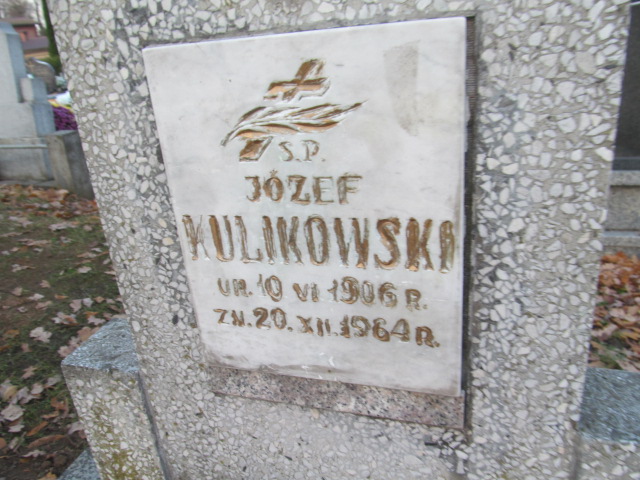 Ś.P.
JÓZEF
KULIKOWSKI
UR. 10 VI 1906 R.
ZM. 20. XII. 1964 R.